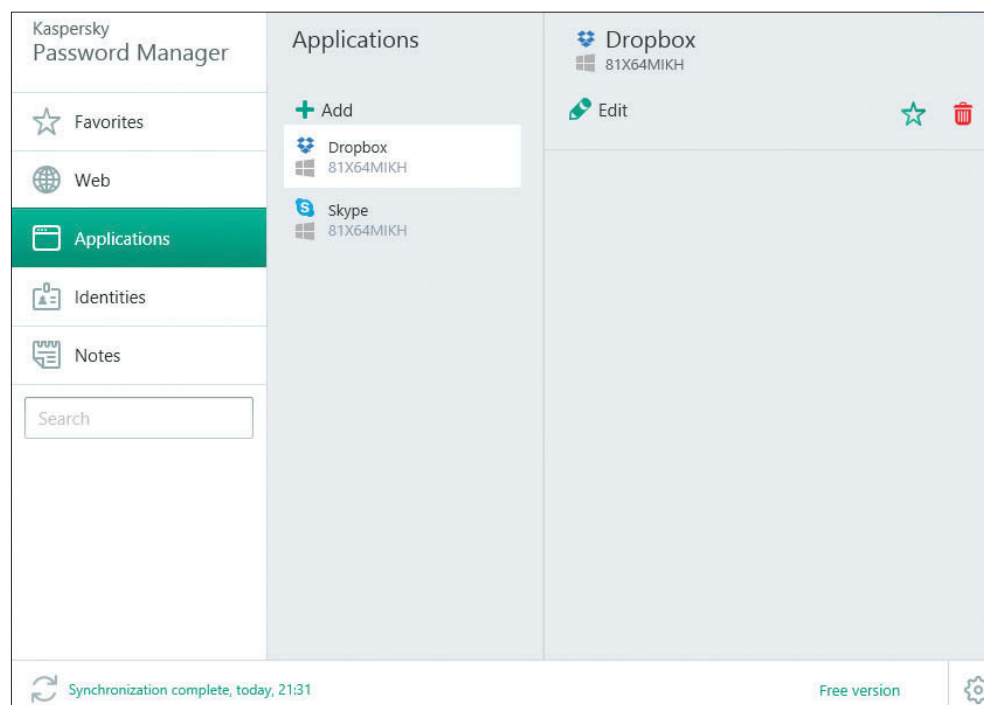 Kaspersky
Password Manager
Favorites
Web
Applications
Identities
Notes
Search
Applications
Add
Dropbox
81X64MIKH
Skype
81X64MIKH
Dropbox
81X64MIKH
Edit
Synchronization complete, today, 21:31
Free version